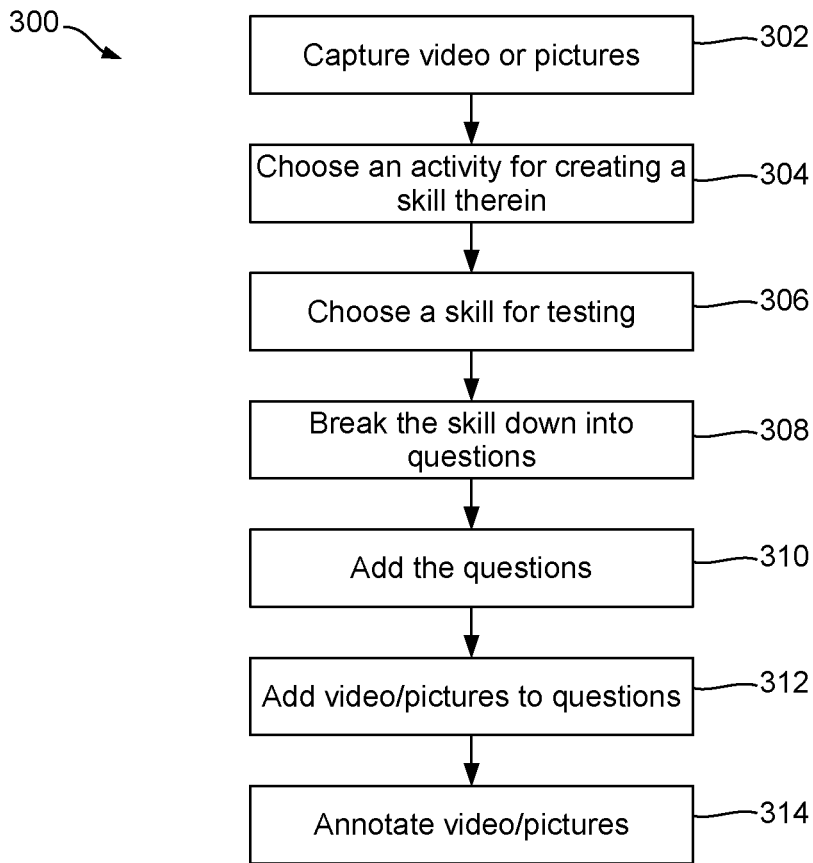 300
Capture video or pictures
302
Choose an activity for creating a
skill therein
304
Choose a skill for testing
306
Break the skill down into
questions
308
Add the questions
310
Add video/pictures to questions
312
Annotate video/pictures
314